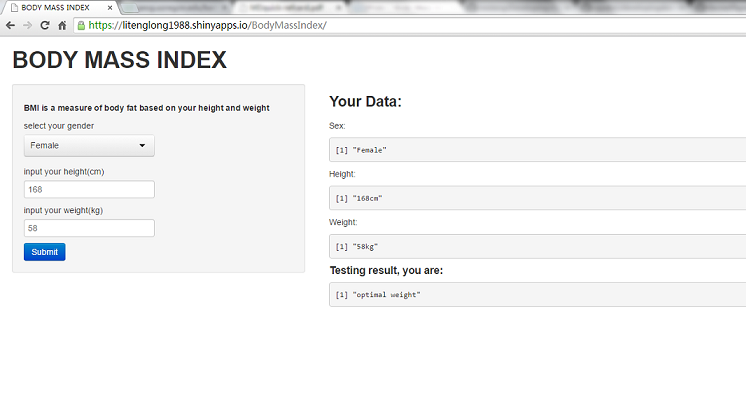 BODY MASS INDEX
https://litenglong1988.shinyapps.io/BodyMassIndex/
BODY MASS INDEX
BMI is a measure of body fat based on your height and weight
select your gender
Female
input your height(cm)
168
input your weight(kg)
58
Submit
Your Data:
Sex:
[1] "Female"
Height:
[1] "168cm"
Weight:
[1] "58kg"
Testing result, you are:
[1] "optimal weight"